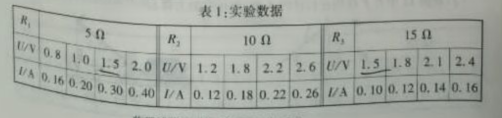 表1:实验数据
R₁ 5 Ω R₂ 10 Ω R₃ 15 Ω
U/V 0.8 1.0 1.5 2.0 U/V 1.2 1.8 2.2 2.6 U/V 1.5 1.8 2.1 2.4
I/A 0.16 0.20 0.30 0.40 I/A 0.12 0.18 0.22 0.26 I/A 0.10 0.12 0.14 0.16